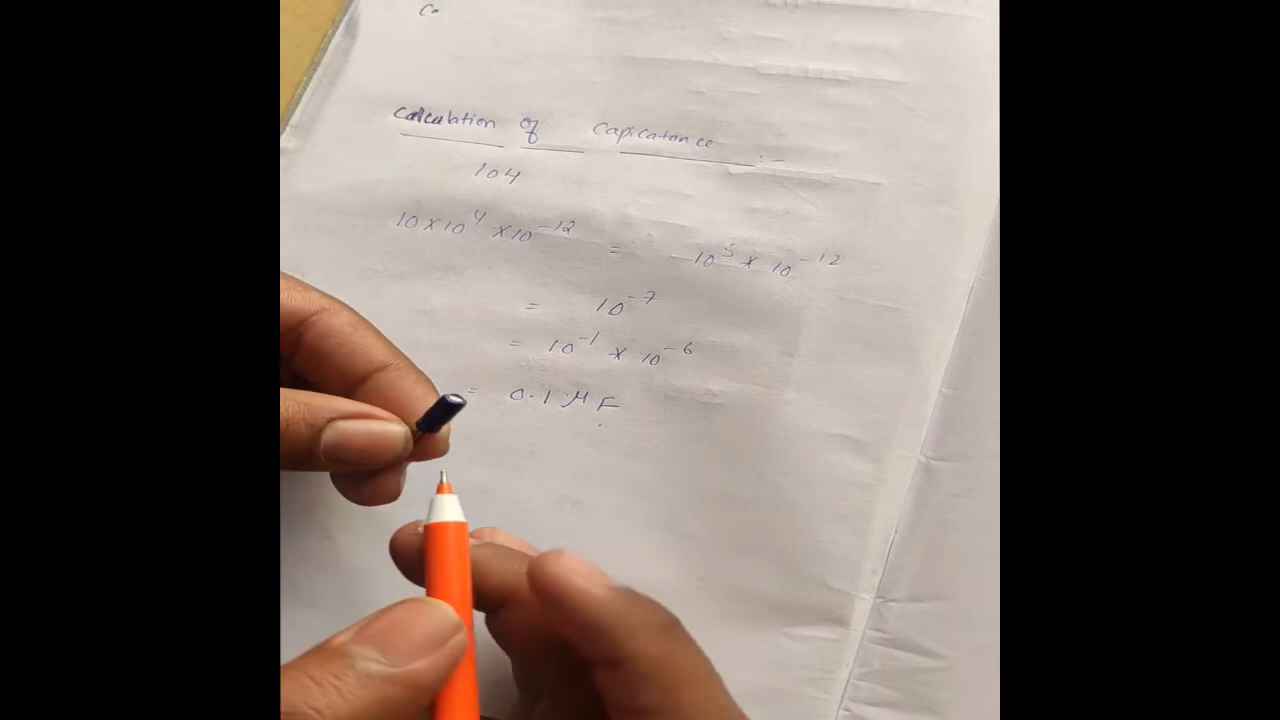 Co
Calculation of Capicatance :-
104
10 × 10^4 × 10^-12 = 10^5 × 10^-12
= 10^-7
= 10^-1 × 10^-6
= 0.1 μF